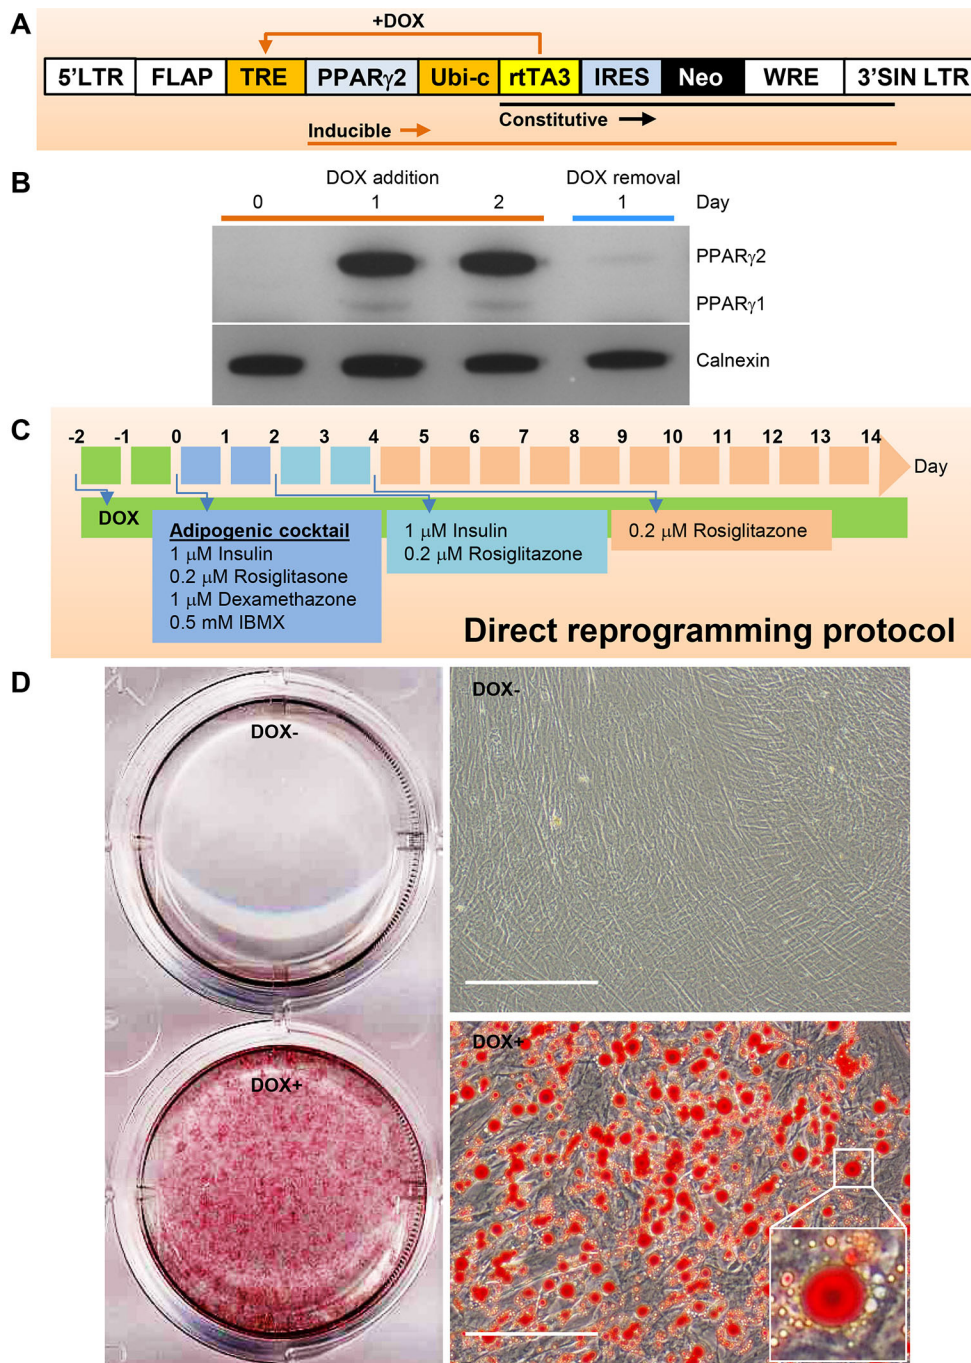 A
+DOX
5'LTR FLAP TRE PPARγ2 Ubi-c rtTA3 IRES Neo WRE 3'SIN LTR
Constitutive
Inducible
B
DOX addition DOX removal
0 1 2 1 Day
PPARγ2
PPARγ1
Calnexin
C
-2 -1 0 1 2 3 4 5 6 7 8 9 10 11 12 13 14
Day
DOX
Adipogenic cocktail
1 μM Insulin
0.2 μM Rosiglitasone
1 μM Dexamethazone
0.5 mM IBMX
1 μM Insulin
0.2 μM Rosiglitazone
0.2 μM Rosiglitazone
Direct reprogramming protocol
D
DOX-
DOX-
DOX+
DOX+